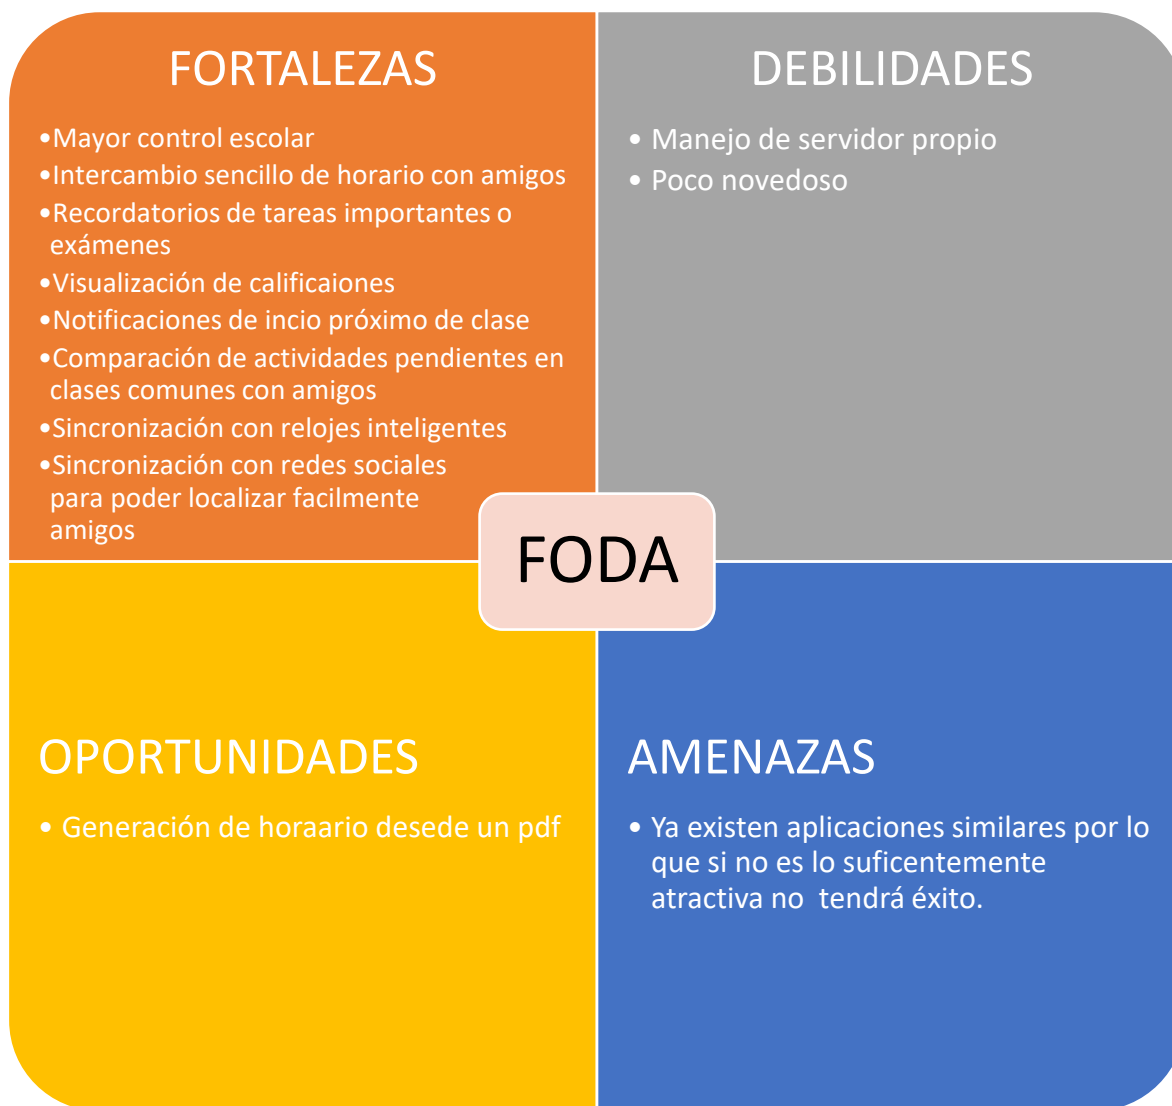 FORTALEZAS
•Mayor control escolar
•Intercambio sencillo de horario con amigos
•Recordatorios de tareas importantes o
exámenes
•Visualización de calificaiones
•Notificaciones de incio próximo de clase
•Comparación de actividades pendientes en
clases comunes con amigos
•Sincronización con relojes inteligentes
•Sincronización con redes sociales
para poder localizar facilmente
amigos
DEBILIDADES
• Manejo de servidor propio
• Poco novedoso
FODA
OPORTUNIDADES
• Generación de horaario desede un pdf
AMENAZAS
• Ya existen aplicaciones similares por lo
que si no es lo suficentemente
atractiva no  tendrá éxito.